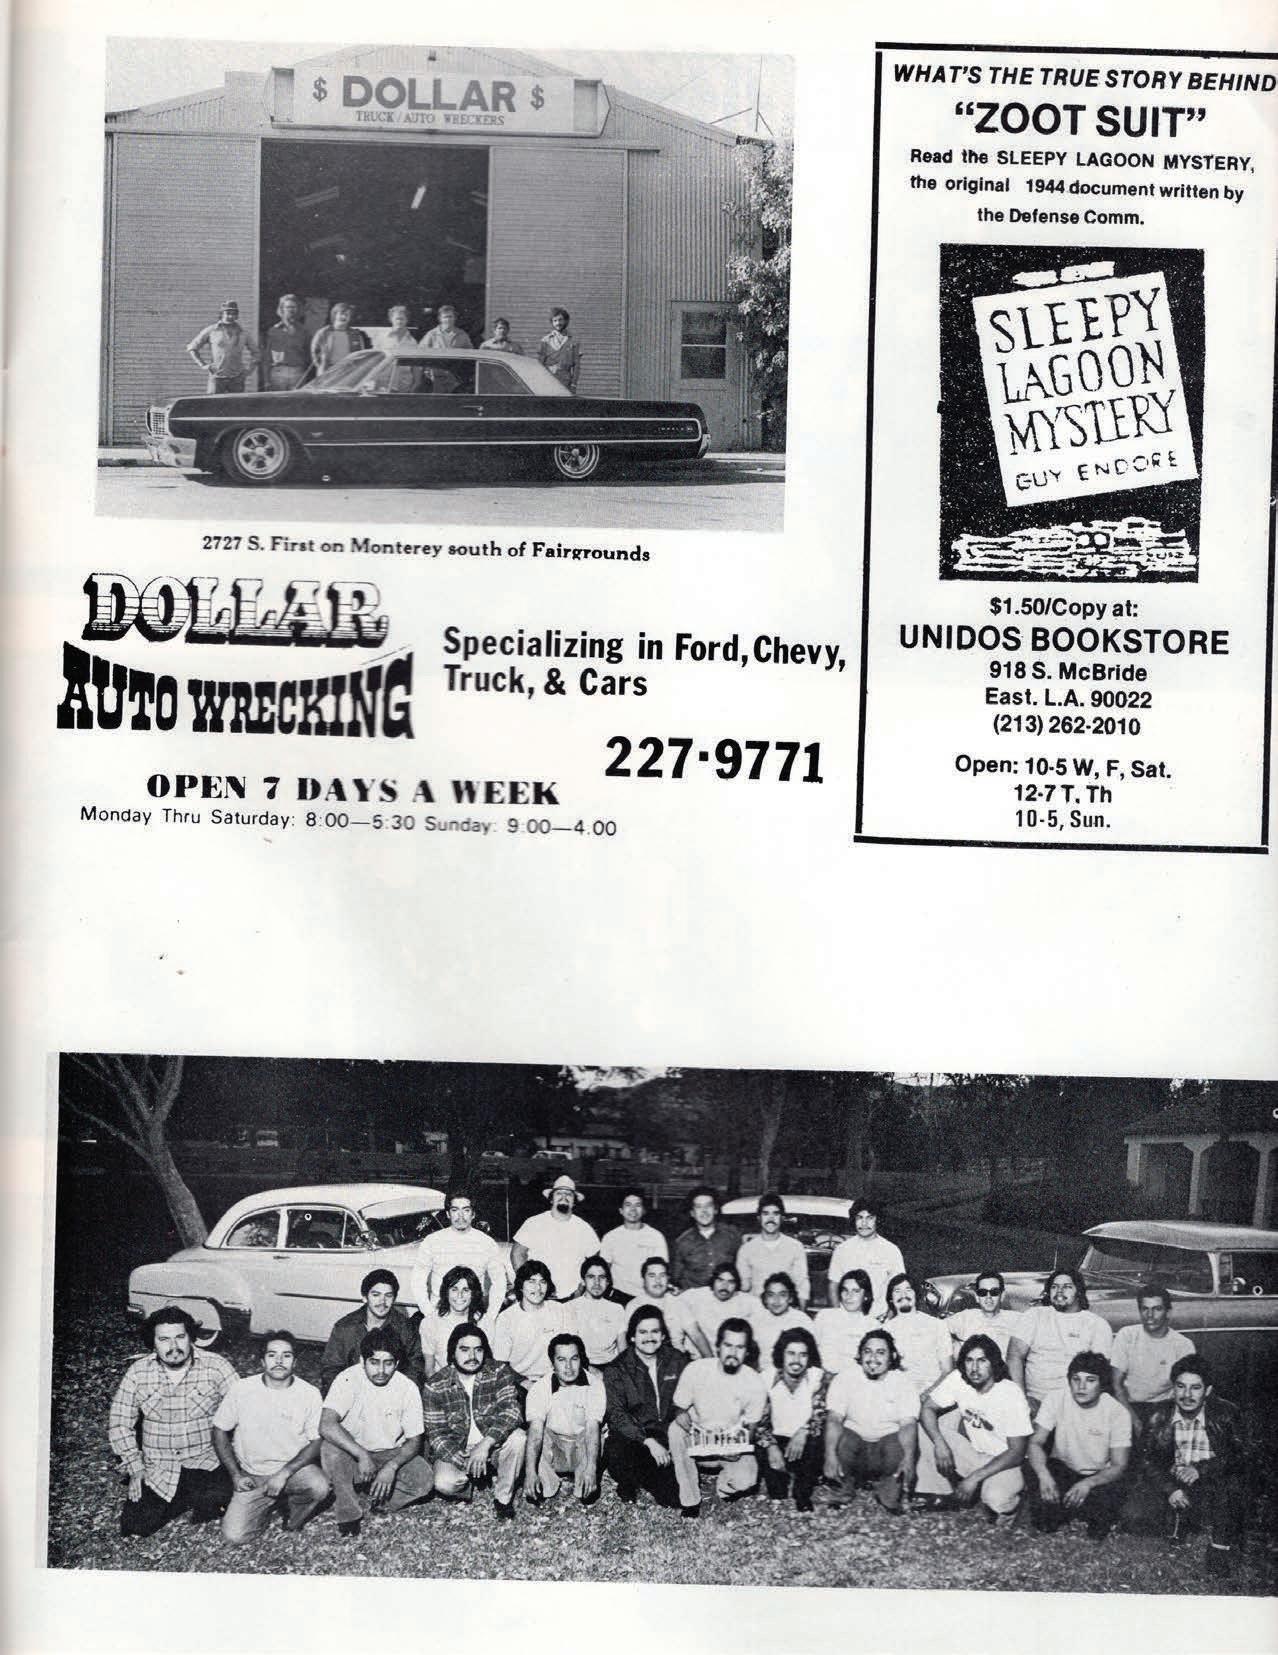 $ DOLLAR $
TRUCK/AUTO WRECKERS
2727 S. First on Monterey south of Fairgrounds
DOLLAR
AUTO WRECKING
Specializing in Ford, Chevy,
Truck, & Cars
227-9771
OPEN 7 DAYS A WEEK
Monday Thru Saturday: 8:00—5:30 Sunday: 9:00—4:00
WHAT'S THE TRUE STORY BEHIND
"ZOOT SUIT"
Read the SLEEPY LAGOON MYSTERY,
the original 1944 document written by
the Defense Comm.
SLEEPY
LAGOON
MYSTERY
GUY ENDORE
$1.50/Copy at:
UNIDOS BOOKSTORE
918 S. McBride
East. L.A. 90022
(213) 262-2010
Open: 10-5 W, F, Sat.
12-7 T, Th
10-5, Sun.